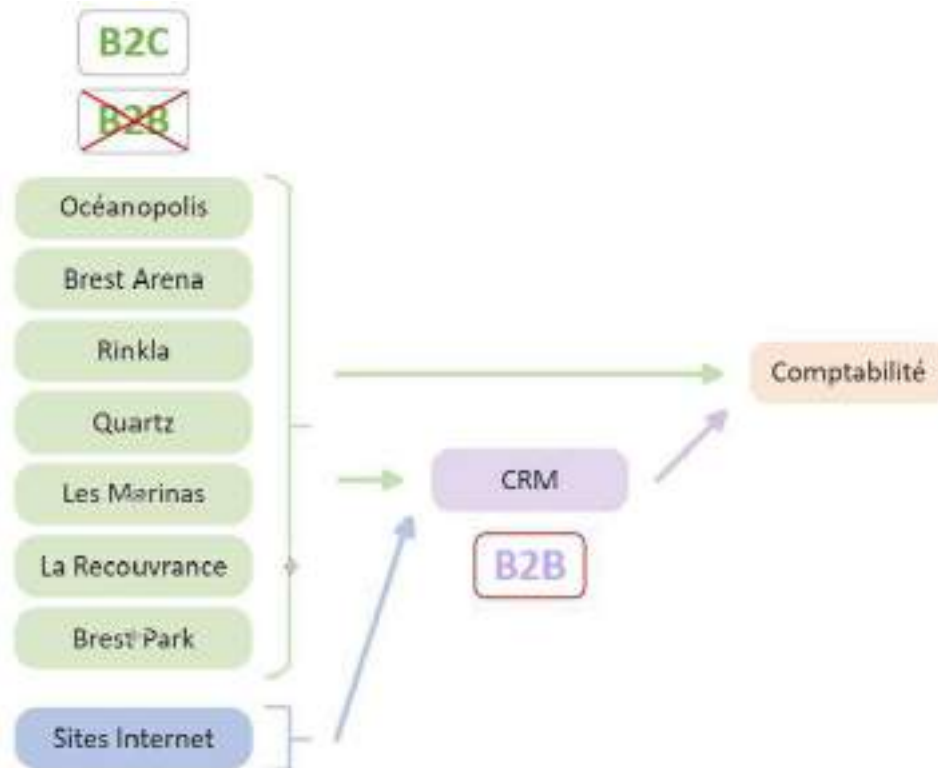 B2C
B2B
Océanopolis
Brest Arena
Rinkla
Quartz
Les Marinas
La Recouvrance
Brest Park
Sites Internet
Comptabilité
CRM
B2B